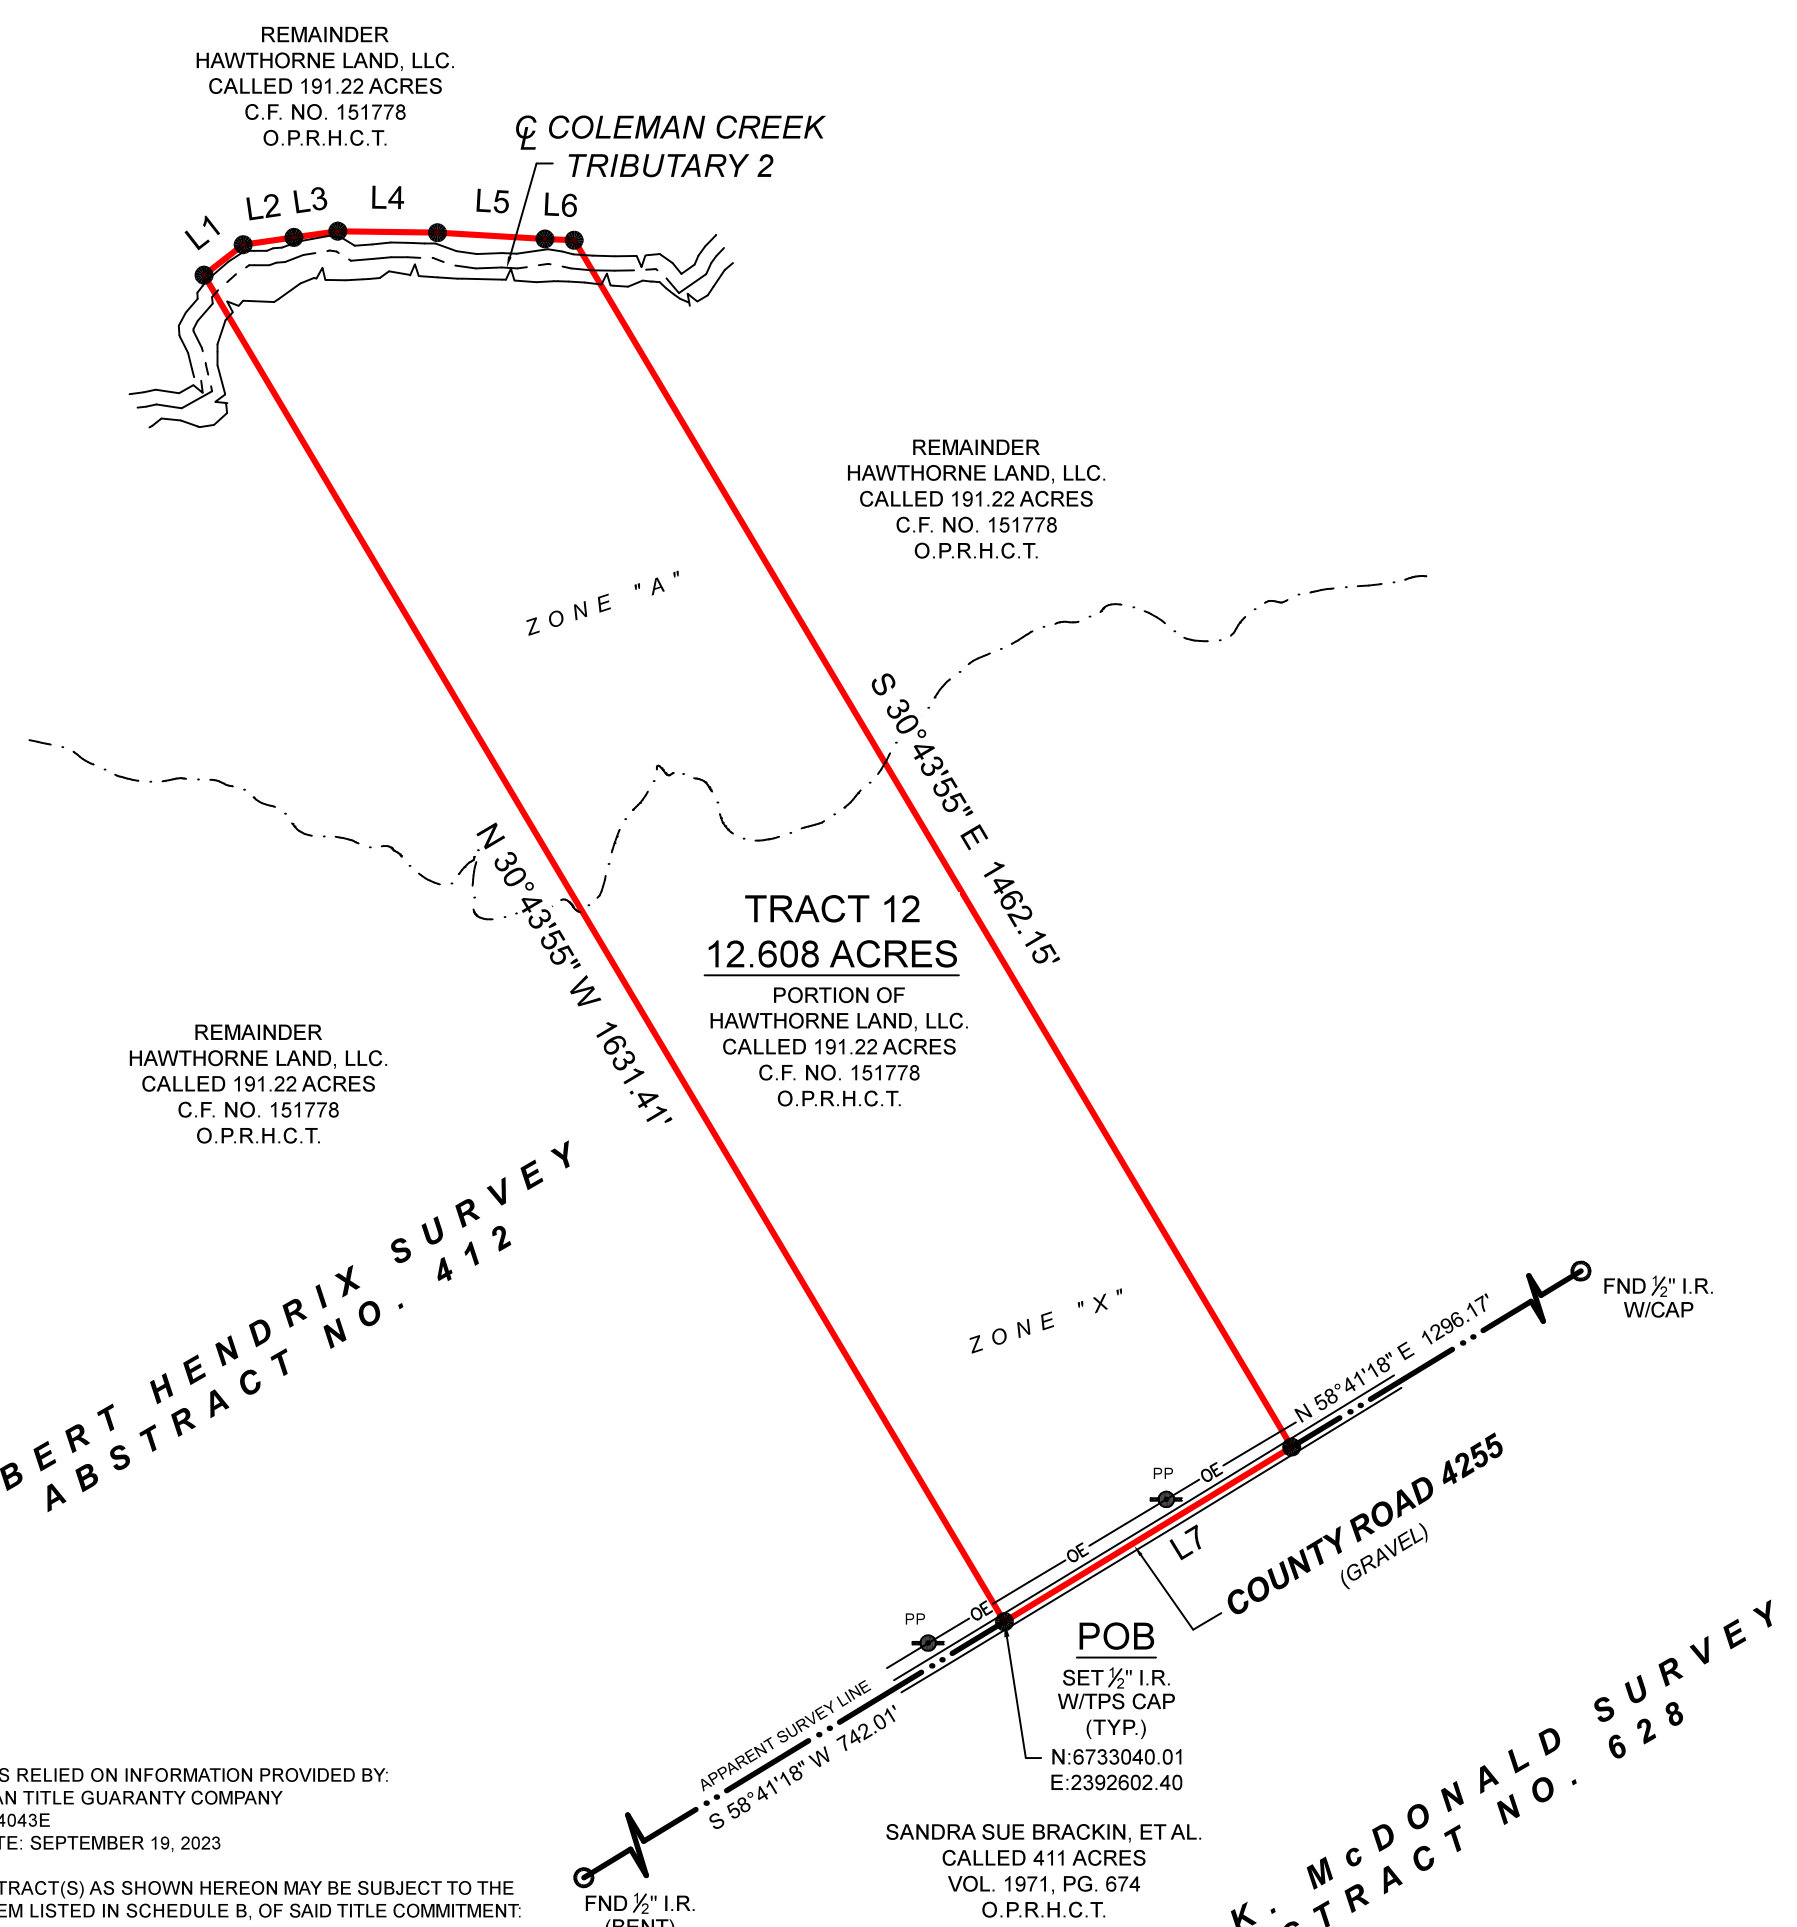 REMAINDER
HAWTHORNE LAND, LLC.
CALLED 191.22 ACRES
C.F. NO. 151778
O.P.R.H.C.T.
℄ COLEMAN CREEK
TRIBUTARY 2
L1
L2
L3
L4
L5
L6
REMAINDER
HAWTHORNE LAND, LLC.
CALLED 191.22 ACRES
C.F. NO. 151778
O.P.R.H.C.T.
ZONE "A"
S 30°43'55" E 1462.15'
N 30°43'55" W 1631.41'
TRACT 12
12.608 ACRES
PORTION OF
HAWTHORNE LAND, LLC.
CALLED 191.22 ACRES
C.F. NO. 151778
O.P.R.H.C.T.
REMAINDER
HAWTHORNE LAND, LLC.
CALLED 191.22 ACRES
C.F. NO. 151778
O.P.R.H.C.T.
BERT HENDRIX SURVEY
ABSTRACT NO. 412
ZONE "X"
FND ½" I.R.
W/CAP
N 58°41'18" E 1296.17'
PP
OE
OE
L7
COUNTY ROAD 4255
(GRAVEL)
PP
OE
POB
SET ½" I.R.
W/TPS CAP
(TYP.)
N:6733040.01
E:2392602.40
APPARENT SURVEY LINE
S 58°41'18" W 742.01'
FND ½" I.R.
(BENT)
SANDRA SUE BRACKIN, ET AL.
CALLED 411 ACRES
VOL. 1971, PG. 674
O.P.R.H.C.T.
K. McDONALD SURVEY
STRACT NO. 628
S RELIED ON INFORMATION PROVIDED BY:
AN TITLE GUARANTY COMPANY
4043E
TE: SEPTEMBER 19, 2023
TRACT(S) AS SHOWN HEREON MAY BE SUBJECT TO THE
EM LISTED IN SCHEDULE B, OF SAID TITLE COMMITMENT: